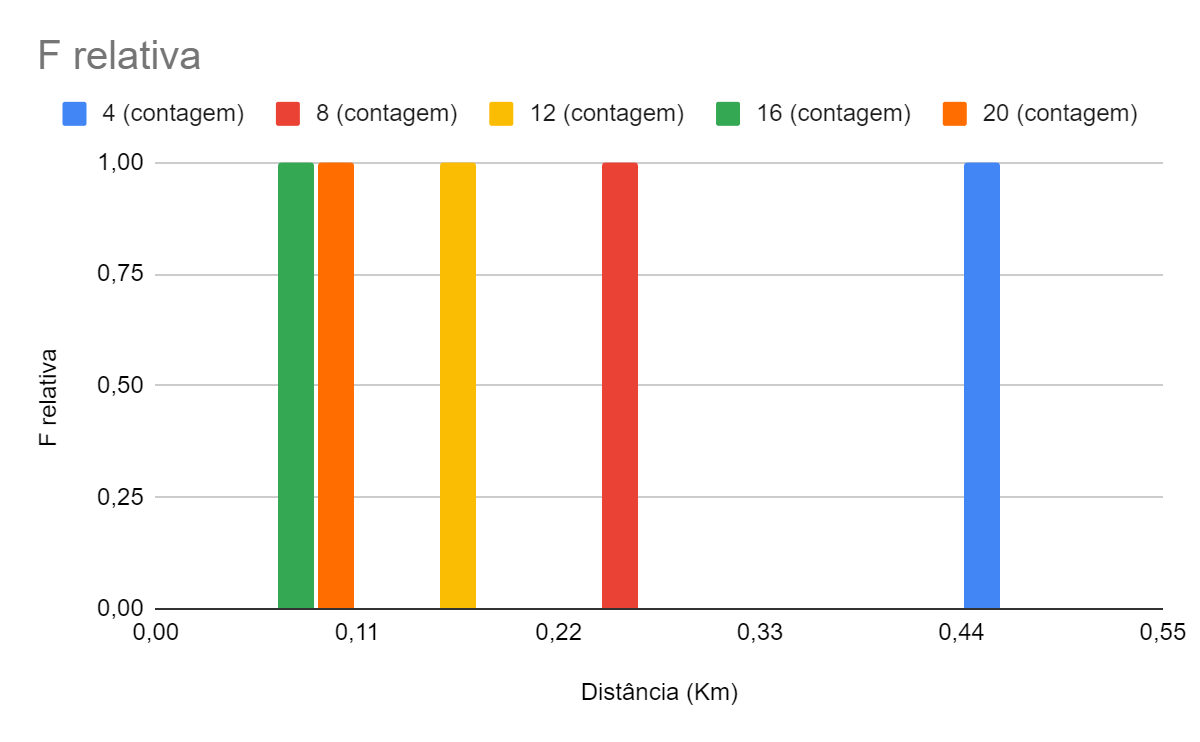 F relativa
4 (contagem) 8 (contagem) 12 (contagem) 16 (contagem) 20 (contagem)
1,00
0,75
0,50
0,25
0,00
F relativa
0,00 0,11 0,22 0,33 0,44 0,55
Distância (Km)